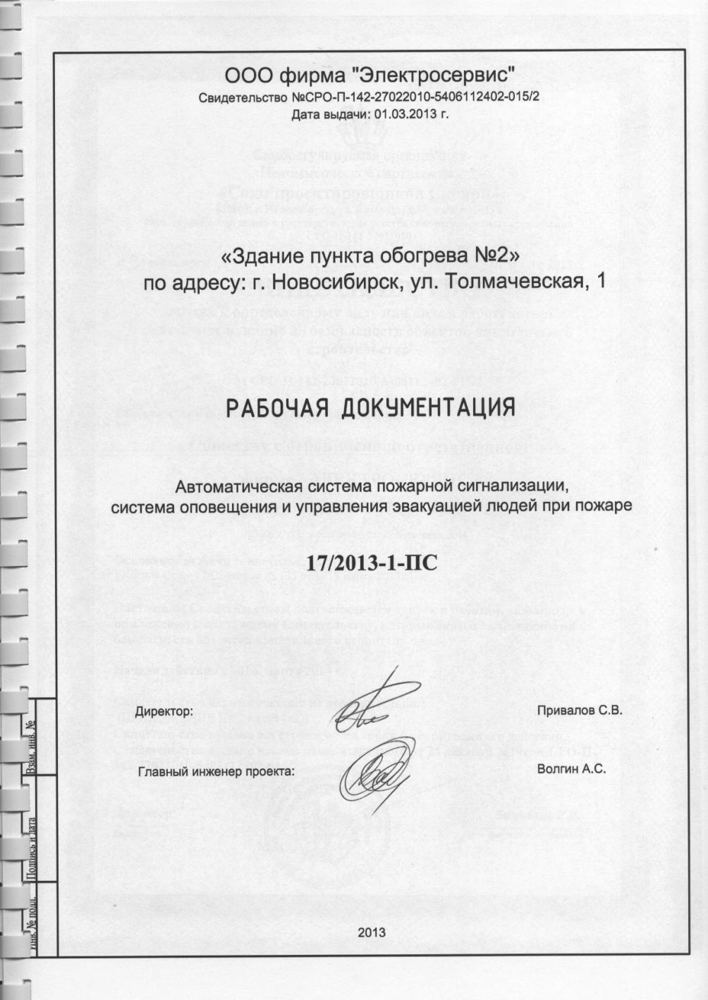 ООО фирма "Электросервис"
Свидетельство №СРО-П-142-27022010-5406112402-015/2
Дата выдачи: 01.03.2013 г.
«Здание пункта обогрева №2»
по адресу: г. Новосибирск, ул. Толмачевская, 1
РАБОЧАЯ ДОКУМЕНТАЦИЯ
Автоматическая система пожарной сигнализации,
система оповещения и управления эвакуацией людей при пожаре
17/2013-1-ПС
Директор: Привалов С.В.
Главный инженер проекта: Волгин А.С.
Взам. инв. №
Подпись и дата
Инв. № подл.
2013